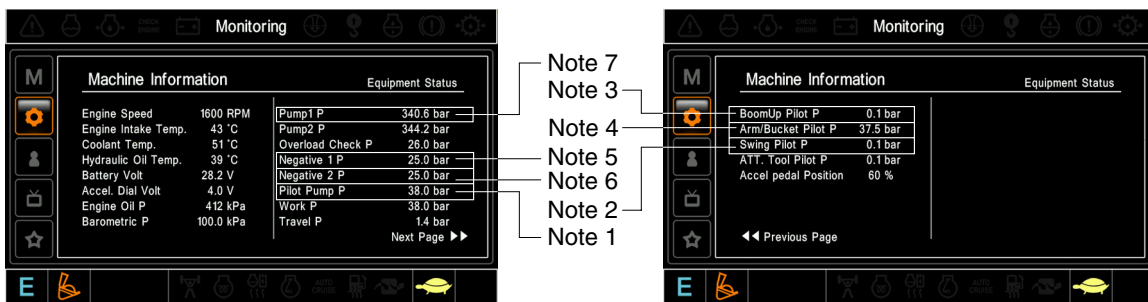 CHECK ENGINE
Monitoring
M
Machine Information
Equipment Status
Engine Speed 1600 RPM
Engine Intake Temp. 43 ˚C
Coolant Temp. 51 ˚C
Hydraulic Oil Temp. 39 ˚C
Battery Volt 28.2 V
Accel. Dial Volt 4.0 V
Engine Oil P 412 kPa
Barometric P 100.0 kPa
Pump1 P 340.6 bar
Pump2 P 344.2 bar
Overload Check P 26.0 bar
Negative 1 P 25.0 bar
Negative 2 P 25.0 bar
Pilot Pump P 38.0 bar
Work P 38.0 bar
Travel P 1.4 bar
Next Page
E
AUTO CRUISE
Note 7
Note 3
Note 4
Note 5
Note 6
Note 2
Note 1
CHECK ENGINE
Monitoring
M
Machine Information
Equipment Status
BoomUp Pilot P 0.1 bar
Arm/Bucket Pilot P 37.5 bar
Swing Pilot P 0.1 bar
ATT. Tool Pilot P 0.1 bar
Accel pedal Position 60 %
Previous Page
E
AUTO CRUISE